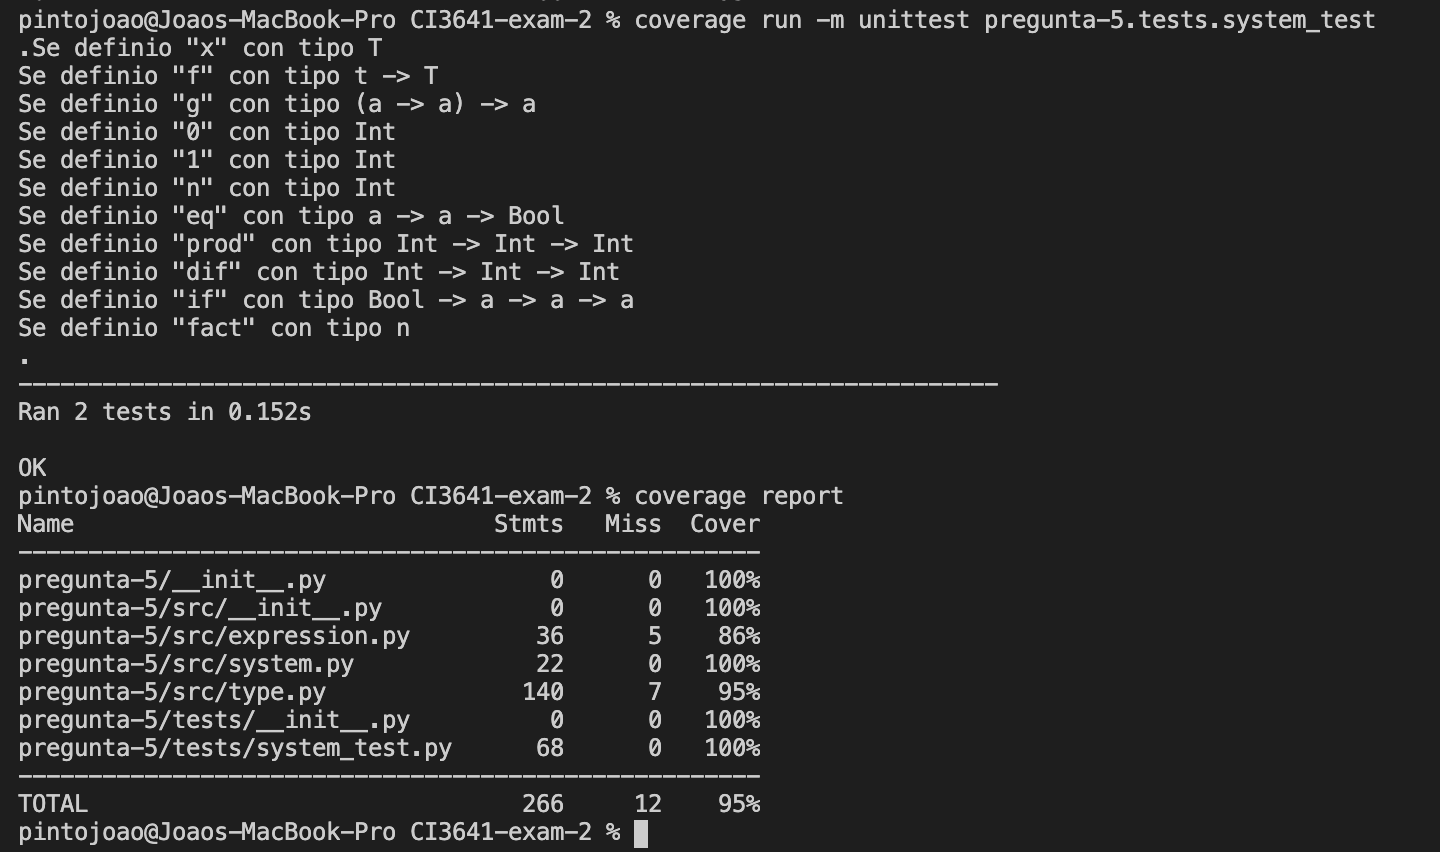 pintojoao@Joaos-MacBook-Pro CI3641-exam-2 % coverage run -m unittest pregunta-5.tests.system_test
.Se definio "x" con tipo T
Se definio "f" con tipo t -> T
Se definio "g" con tipo (a -> a) -> a
Se definio "0" con tipo Int
Se definio "1" con tipo Int
Se definio "n" con tipo Int
Se definio "eq" con tipo a -> a -> Bool
Se definio "prod" con tipo Int -> Int -> Int
Se definio "dif" con tipo Int -> Int -> Int
Se definio "if" con tipo Bool -> a -> a -> a
Se definio "fact" con tipo n
.
----------------------------------------------------------------------
Ran 2 tests in 0.152s

OK
pintojoao@Joaos-MacBook-Pro CI3641-exam-2 % coverage report
Name                              Stmts   Miss  Cover
-----------------------------------------------------
pregunta-5/__init__.py                0      0   100%
pregunta-5/src/__init__.py            0      0   100%
pregunta-5/src/expression.py         36      5    86%
pregunta-5/src/system.py             22      0   100%
pregunta-5/src/type.py              140      7    95%
pregunta-5/tests/__init__.py          0      0   100%
pregunta-5/tests/system_test.py      68      0   100%
-----------------------------------------------------
TOTAL                               266     12    95%
pintojoao@Joaos-MacBook-Pro CI3641-exam-2 %